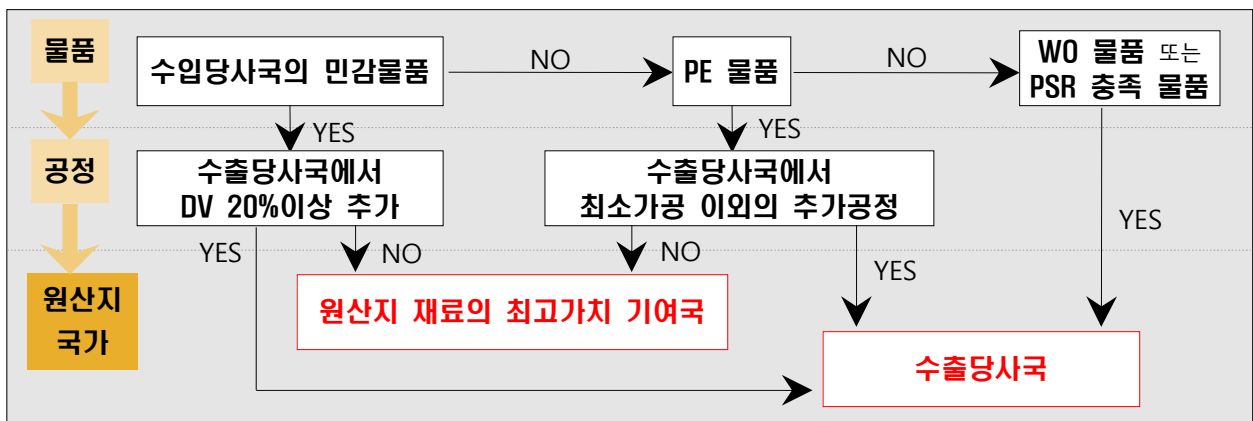 물품
수입당사국의 민감물품
NO
PE 물품
NO
WO 물품 또는
PSR 충족 물품
YES
YES
공정
수출당사국에서
DV 20%이상 추가
수출당사국에서
최소가공 이외의 추가공정
YES
YES
NO
NO
YES
원산지
국가
원산지 재료의 최고가치 기여국
수출당사국